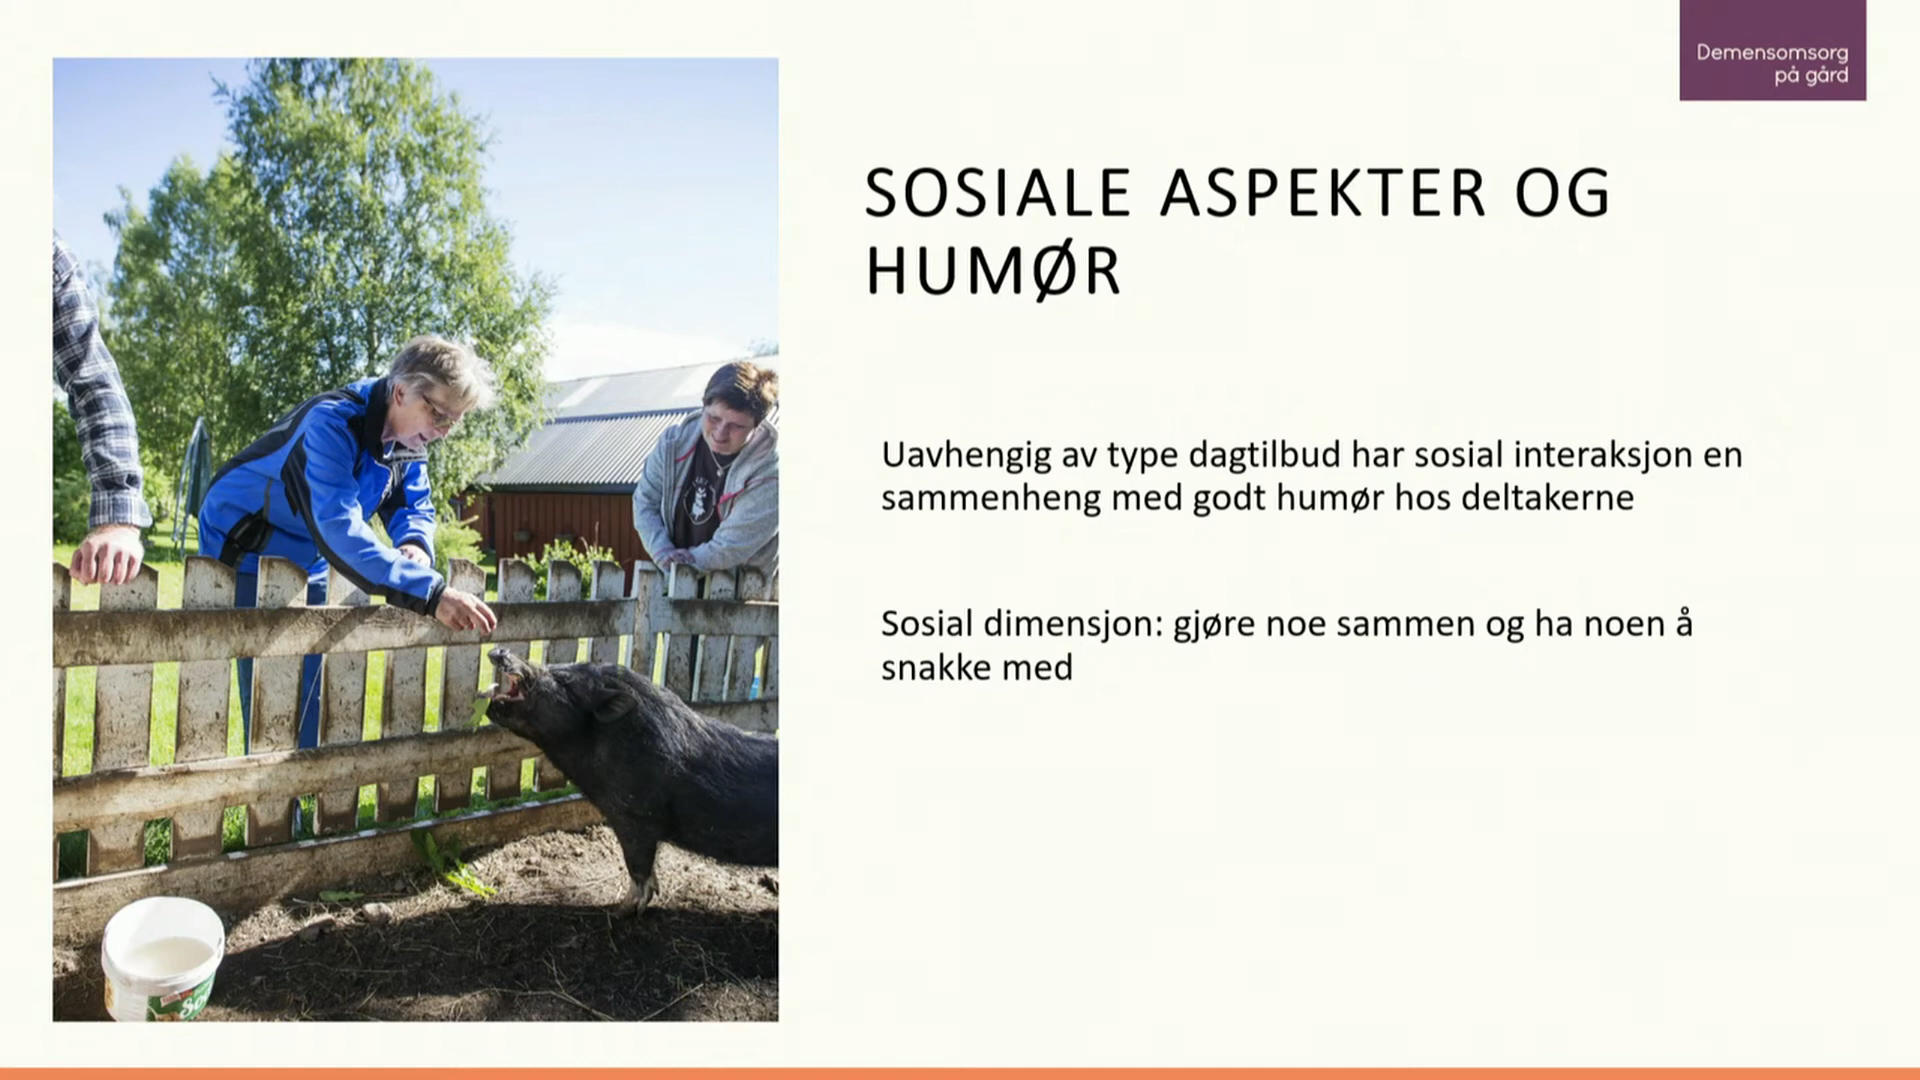 Demensomsorg
på gård
SOSIALE ASPEKTER OG
HUMØR
Uavhengig av type dagtilbud har sosial interaksjon en
sammenheng med godt humør hos deltakerne
Sosial dimensjon: gjøre noe sammen og ha noen å
snakke med